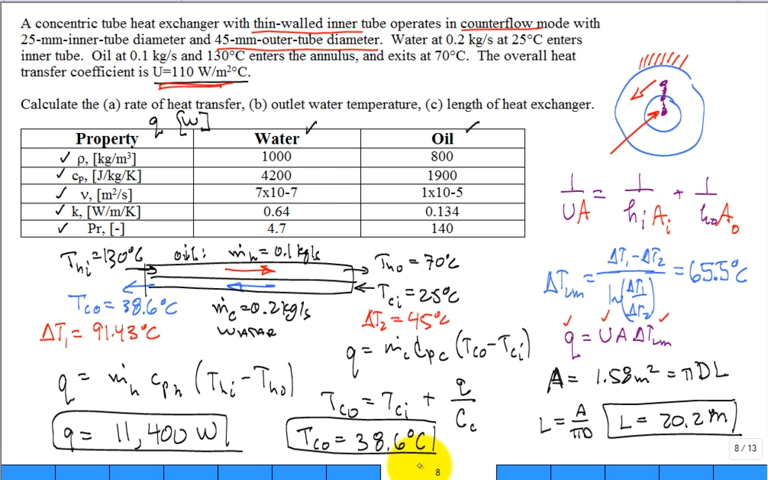 A concentric tube heat exchanger with thin-walled inner tube operates in counterflow mode with
25-mm-inner-tube diameter and 45-mm-outer-tube diameter. Water at 0.2 kg/s at 25°C enters
inner tube. Oil at 0.1 kg/s and 130°C enters the annulus, and exits at 70°C. The overall heat
transfer coefficient is U=110 W/m²°C.
Calculate the (a) rate of heat transfer, (b) outlet water temperature, (c) length of heat exchanger.
q [W]
Property Water ✓ Oil ✓
✓ ρ, [kg/m³] 1000 800
✓ cp, [J/kg/K] 4200 1900
✓ ν, [m²/s] 7x10-7 1x10-5
✓ k, [W/m/K] 0.64 0.134
✓ Pr, [-] 4.7 140
q
1/UA = 1/hiAi + 1/hoAo
Thi = 130°C oil: ṁh = 0.1 kg/s Tho = 70°C
Tco = 38.6°C ṁc = 0.2 kg/s Tci = 25°C
WATER
ΔT1 = 91.43°C ΔT2 = 45°C
ΔTlm = ΔT1 - ΔT2 / ln(ΔT1/ΔT2) = 65.5°C
q = UAΔTlm
q = ṁh cph (Thi - Tho)
q = 11,400 W
q = ṁc cpc (Tco - Tci)
Tco = Tci + q/Cc
Tco = 38.6°C
A = 1.58 m² = πDL
L = A/πD L = 20.2 m
8 / 13
8